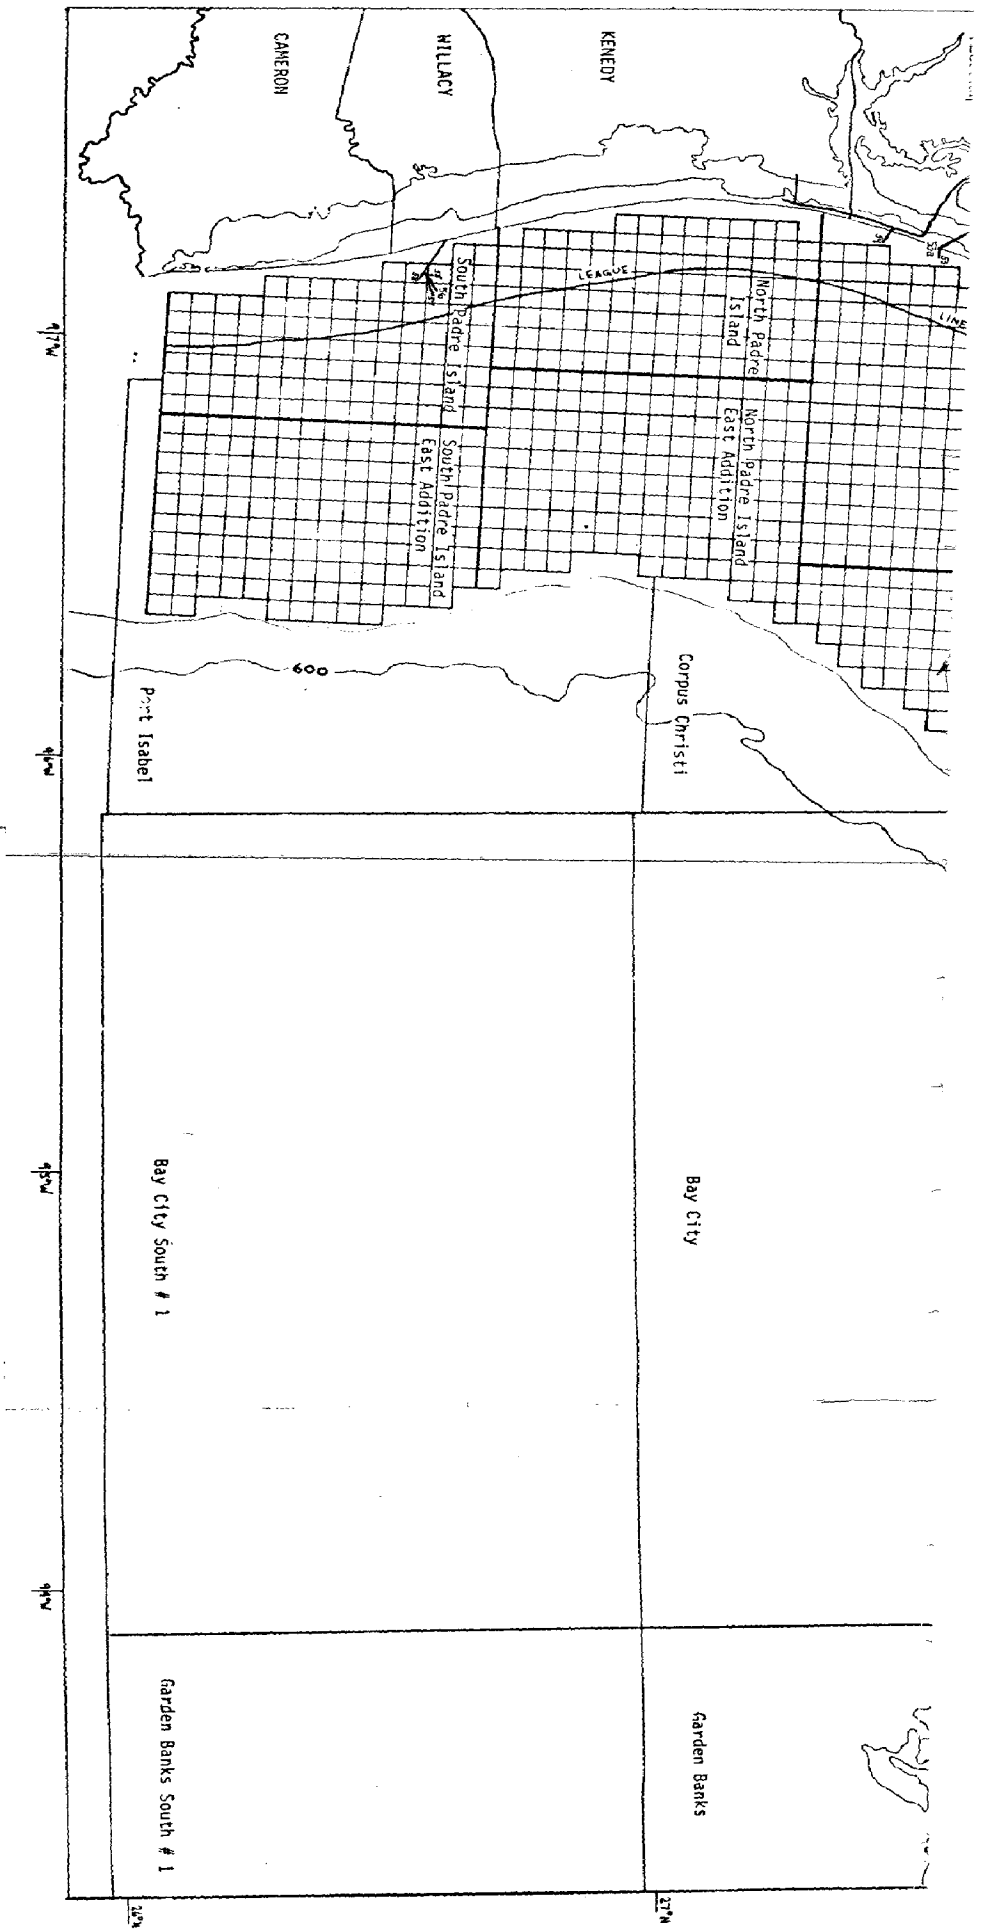 KENEDY
WILLACY
CAMERON
LEAGUE
LINE
North Padre
Island
North Padre Island
East Addition
South Padre Island
South Padre Island
East Addition
600
Corpus Christi
Port Isabel
Bay City
Bay City South # 1
Garden Banks
Garden Banks South # 1
97°W
96°W
95°W
94°W
27°N
26°N